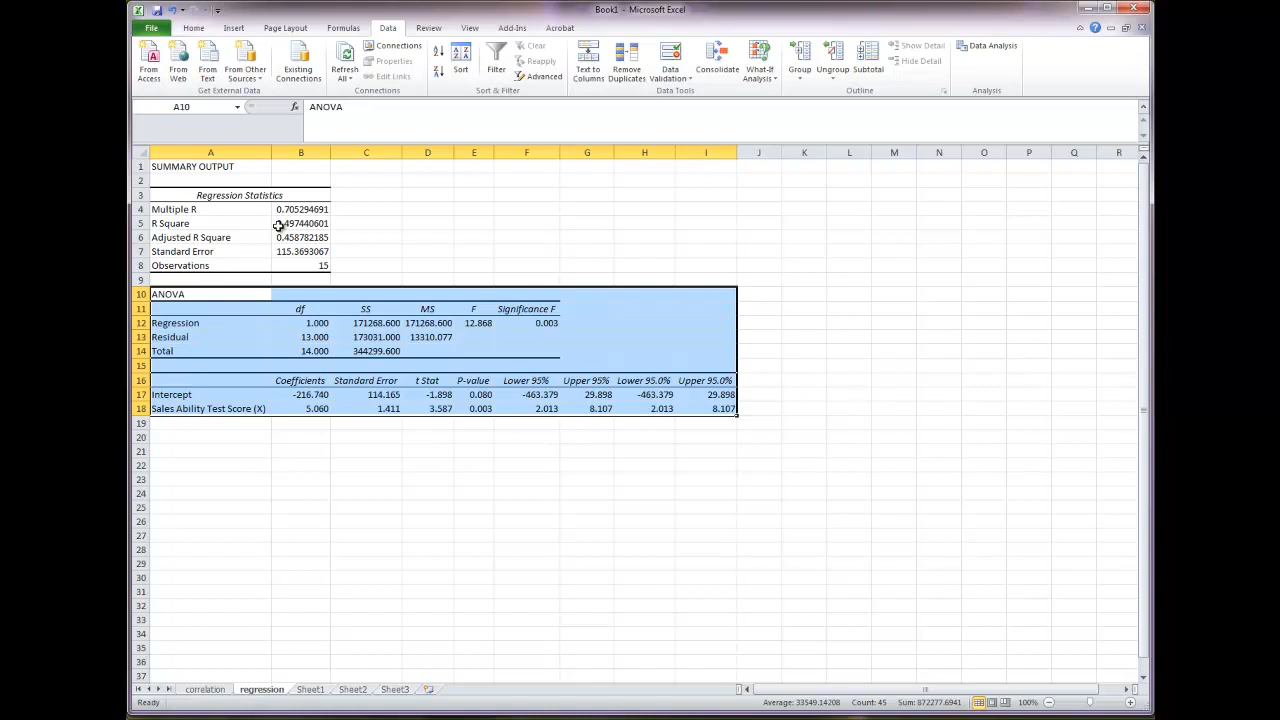 Book1 - Microsoft Excel
File Home Insert Page Layout Formulas Data Review View Add-Ins Acrobat
From Access
From Web
From Text
From Other Sources
Existing Connections
Get External Data
Refresh All
Connections
Properties
Edit Links
Connections
Sort
Filter
Clear
Reapply
Advanced
Sort & Filter
Text to Columns
Remove Duplicates
Data Validation
Consolidate
What-If Analysis
Data Tools
Group
Ungroup
Subtotal
Show Detail
Hide Detail
Outline
Data Analysis
Analysis
A10 fx ANOVA
A B C D E F G H I J K L M N O P Q R
1 SUMMARY OUTPUT
2
3 Regression Statistics
4 Multiple R 0.705294691
5 R Square 497440601
6 Adjusted R Square 0.458782185
7 Standard Error 115.3693067
8 Observations 15
9
10 ANOVA
11 df SS MS F Significance F
12 Regression 1.000 171268.600 171268.600 12.868 0.003
13 Residual 13.000 173031.000 13310.077
14 Total 14.000 344299.600
15
16 Coefficients Standard Error t Stat P-value Lower 95% Upper 95% Lower 95.0% Upper 95.0%
17 Intercept -216.740 114.165 -1.898 0.080 -463.379 29.898 -463.379 29.898
18 Sales Ability Test Score (X) 5.060 1.411 3.587 0.003 2.013 8.107 2.013 8.107
19
20
21
22
23
24
25
26
27
28
29
30
31
32
33
34
35
36
37
correlation regression Sheet1 Sheet2 Sheet3
Ready Average: 33549.14208 Count: 45 Sum: 872277.6941 100%